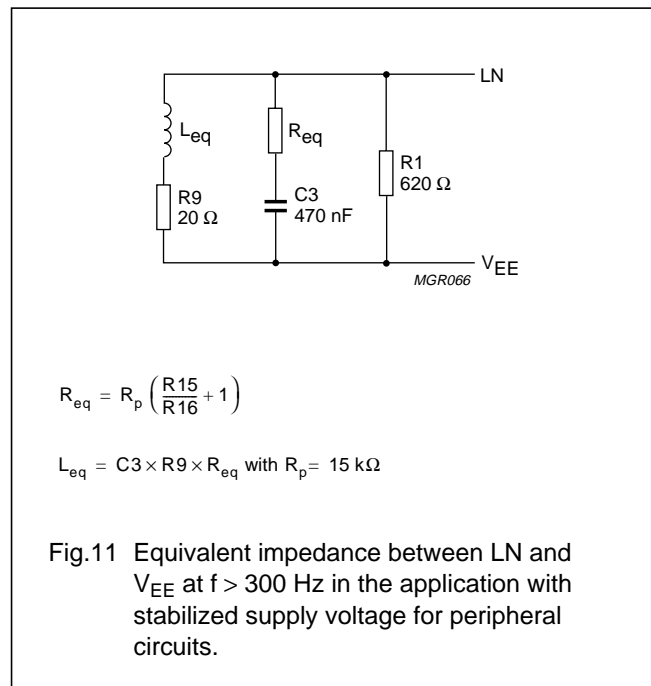 LN
L_eq
R_eq
R1
620 Ω
R9
20 Ω
C3
470 nF
V_EE
MGR066
R_eq = R_p (R15/R16 + 1)
L_eq = C3 × R9 × R_eq with R_p = 15 kΩ
Fig.11 Equivalent impedance between LN and
V_EE at f > 300 Hz in the application with
stabilized supply voltage for peripheral
circuits.